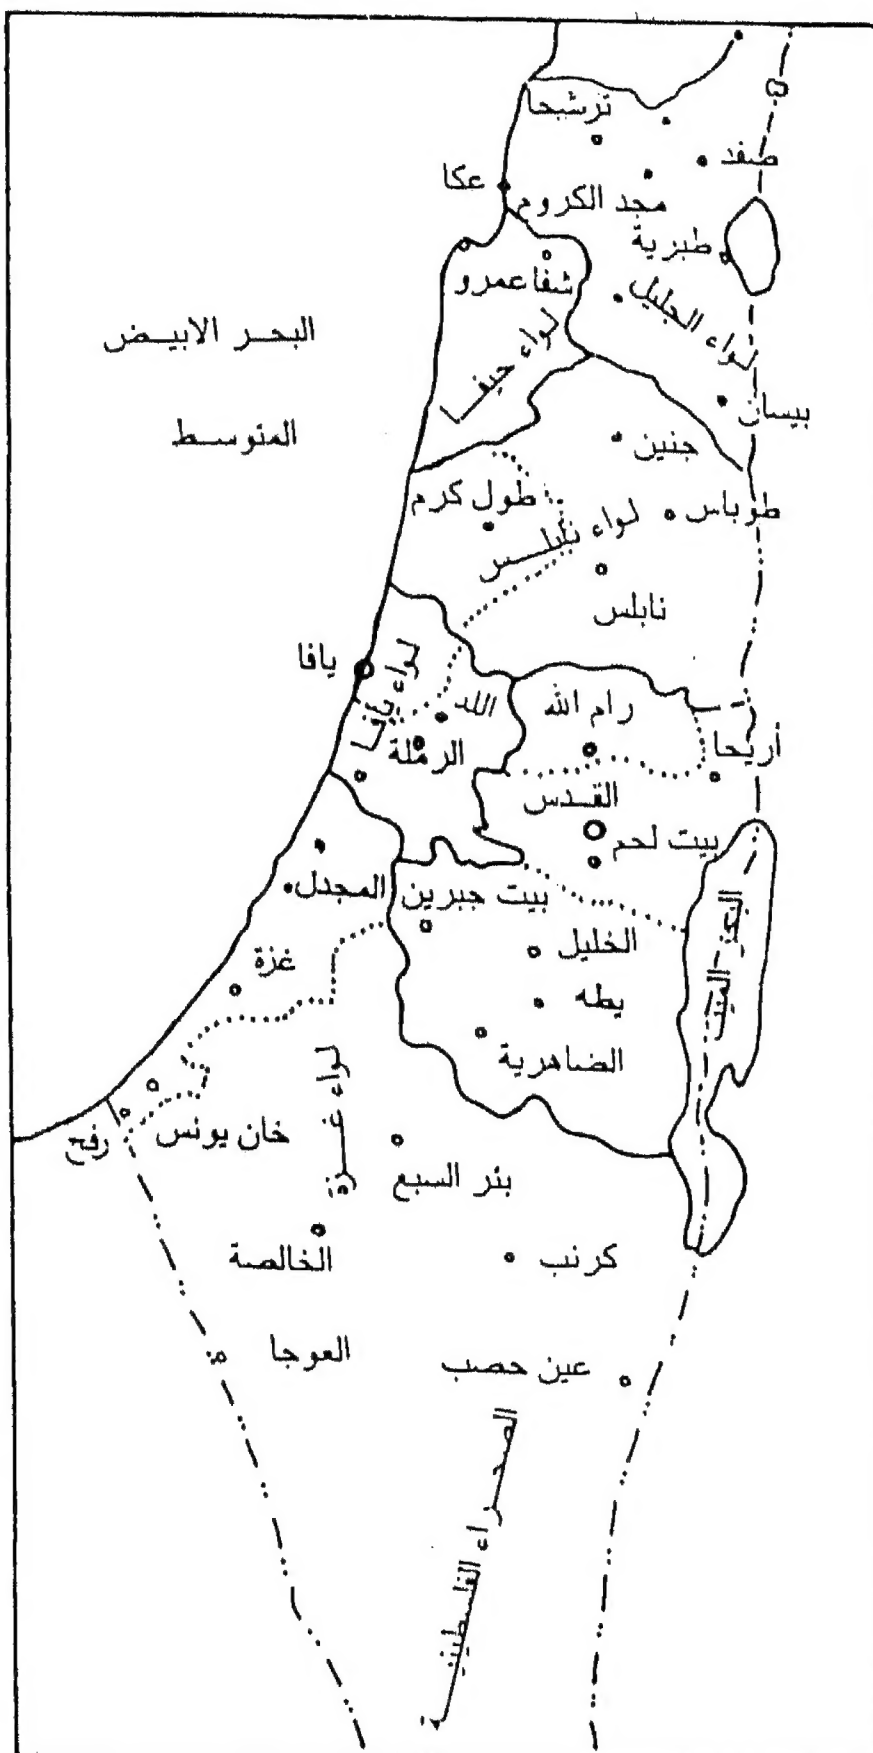 ترشيحا
صفد
عكا
مجد الكروم
طبرية
شفاعمرو
لواء الجليل
لواء حيفا
البحر الابيض
المتوسط
بيسان
جنين
طول كرم
طوباس
لواء نابلس
نابلس
يافا
لواء يافا
اللد
رام الله
أريحا
الرملة
القدس
بيت لحم
المجدل
بيت جبرين
البحر الميت
الخليل
غزة
يطه
الضاهرية
لواء غزة
خان يونس
رفح
بئر السبع
الخالصة
كرنب
العوجا
عين حصب
الصحراء الفلسطينية